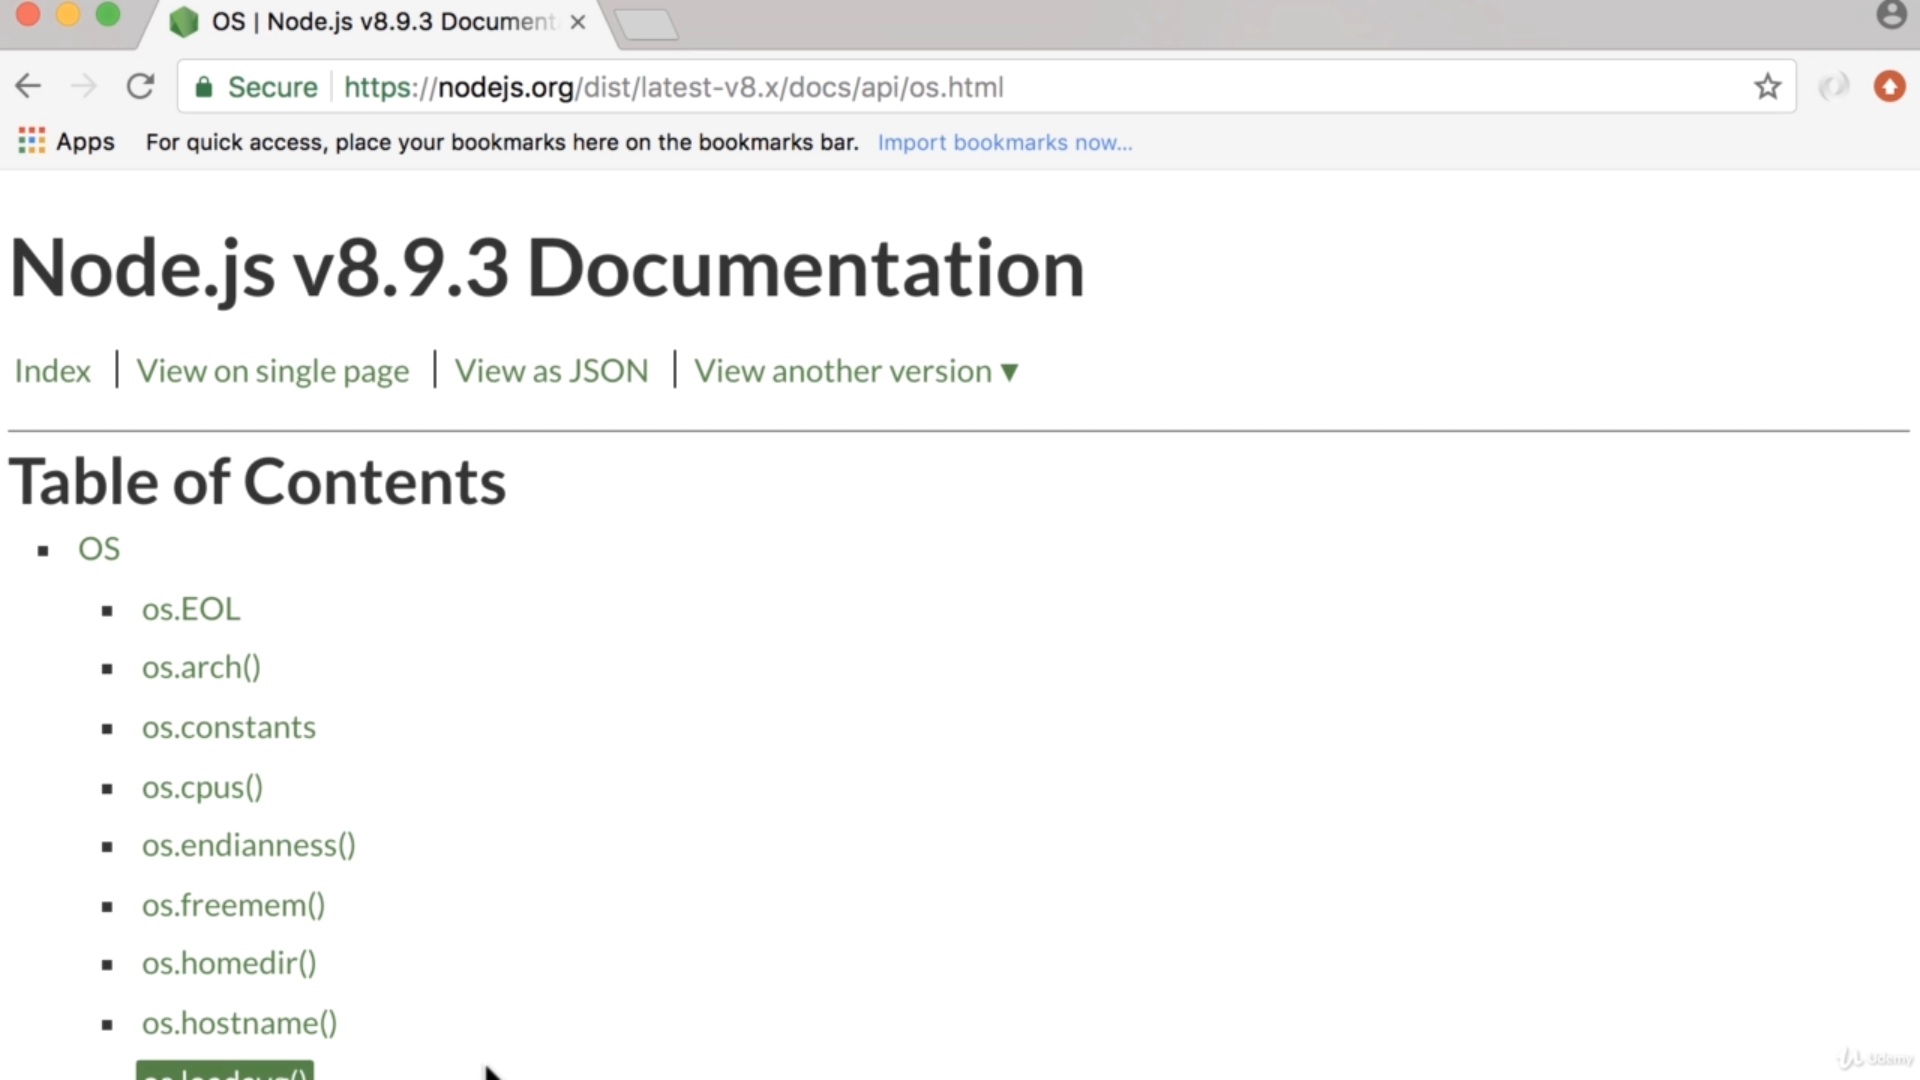 OS | Node.js v8.9.3 Document
Secure https://nodejs.org/dist/latest-v8.x/docs/api/os.html
Apps For quick access, place your bookmarks here on the bookmarks bar. Import bookmarks now...
Node.js v8.9.3 Documentation
Index | View on single page | View as JSON | View another version ▼
Table of Contents
OS
os.EOL
os.arch()
os.constants
os.cpus()
os.endianness()
os.freemem()
os.homedir()
os.hostname()
os.loadavg()
Udemy